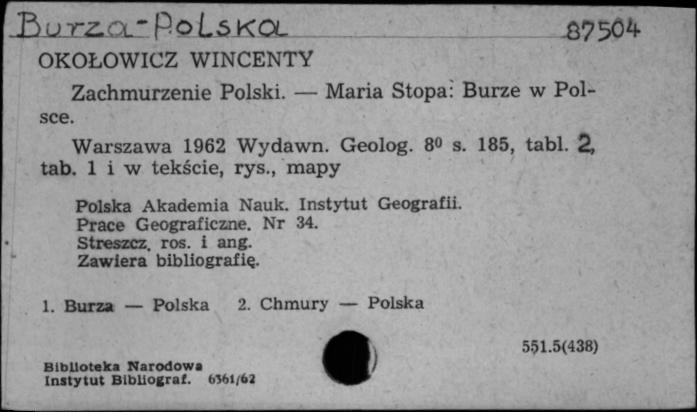 Burza-Polska 87504
OKOŁOWICZ WINCENTY
Zachmurzenie Polski. — Maria Stopa: Burze w Pol-
sce.
Warszawa 1962 Wydawn. Geolog. 8⁰ s. 185, tabl. 2,
tab. 1 i w tekście, rys., mapy
Polska Akademia Nauk. Instytut Geografii.
Prace Geograficzne. Nr 34.
Streszcz. ros. i ang.
Zawiera bibliografię.
1. Burza — Polska 2. Chmury — Polska
551.5(438)
Biblioteka Narodowa
Instytut Bibliograf. 6361/62